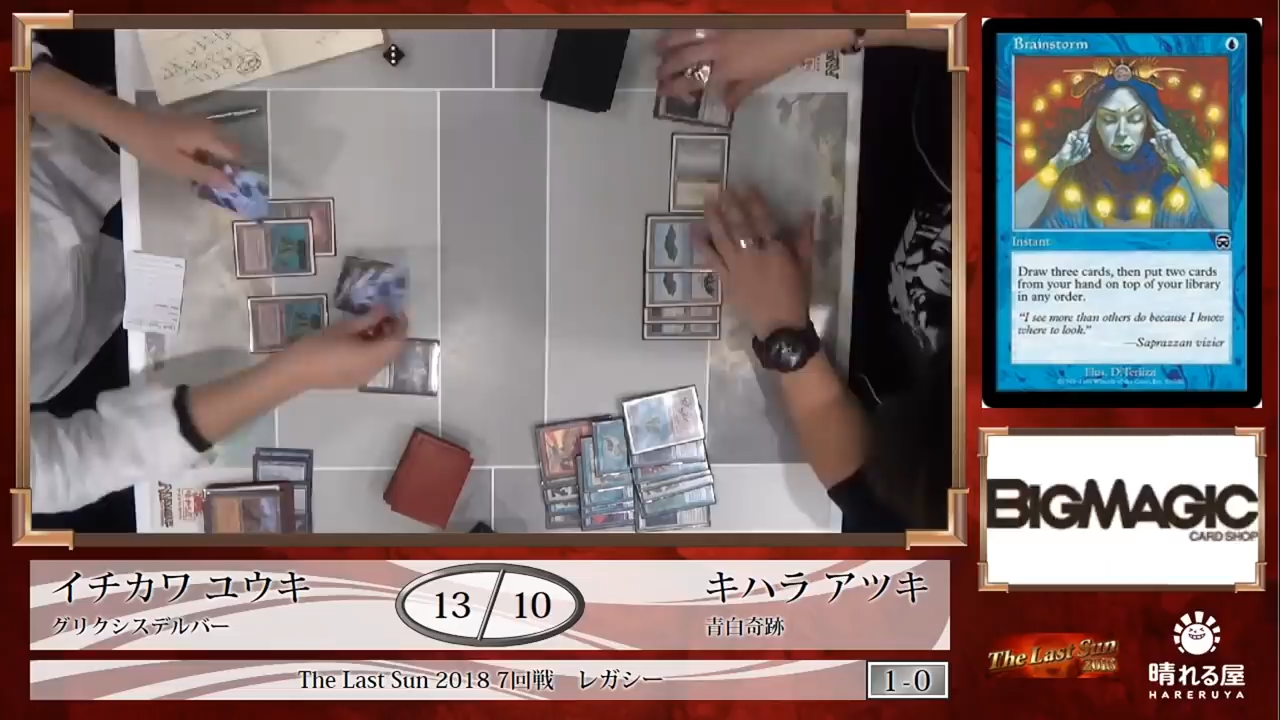 Brainstorm
Instant
Draw three cards, then put two cards
from your hand on top of your library
in any order.
"I see more than others do because I know
where to look."
—Saprazzan vizier
Illus. D. Terlizzi
BIGMAGIC
CARD SHOP
イチカワ ユウキ
グリクシスデルバー
13 / 10
キハラ アツキ
青白奇跡
The Last Sun 2018 7回戦 レガシー
1-0
The Last Sun
2018
晴れる屋
HARERUYA